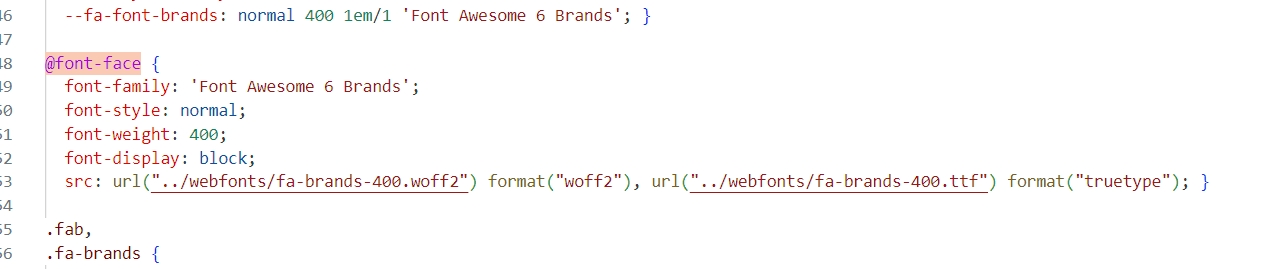 46 --fa-font-brands: normal 400 1em/1 'Font Awesome 6 Brands'; }
47
48 @font-face {
49 font-family: 'Font Awesome 6 Brands';
50 font-style: normal;
51 font-weight: 400;
52 font-display: block;
53 src: url("../webfonts/fa-brands-400.woff2") format("woff2"), url("../webfonts/fa-brands-400.ttf") format("truetype"); }
54
55 .fab,
56 .fa-brands {